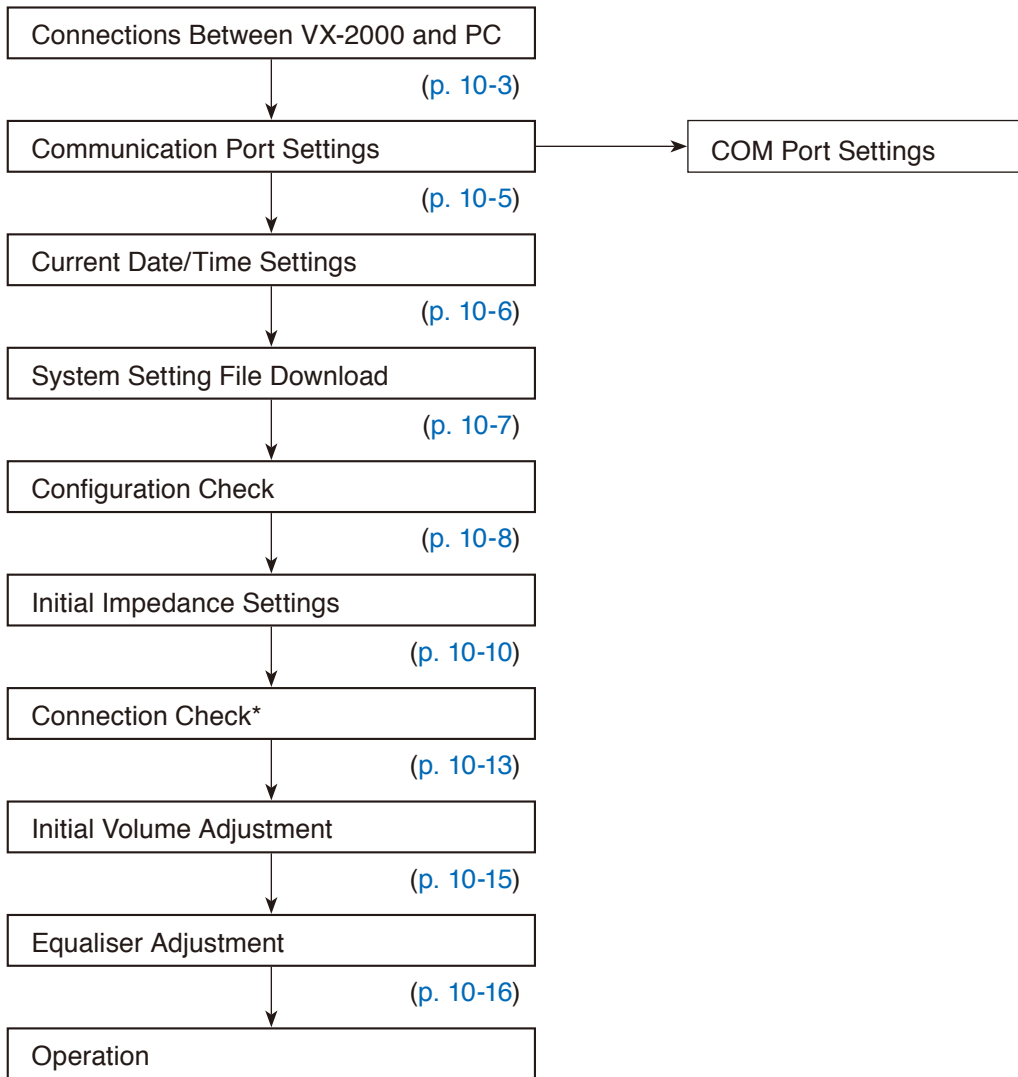 Connections Between VX-2000 and PC
(p. 10-3)
Communication Port Settings
COM Port Settings
(p. 10-5)
Current Date/Time Settings
(p. 10-6)
System Setting File Download
(p. 10-7)
Configuration Check
(p. 10-8)
Initial Impedance Settings
(p. 10-10)
Connection Check*
(p. 10-13)
Initial Volume Adjustment
(p. 10-15)
Equaliser Adjustment
(p. 10-16)
Operation